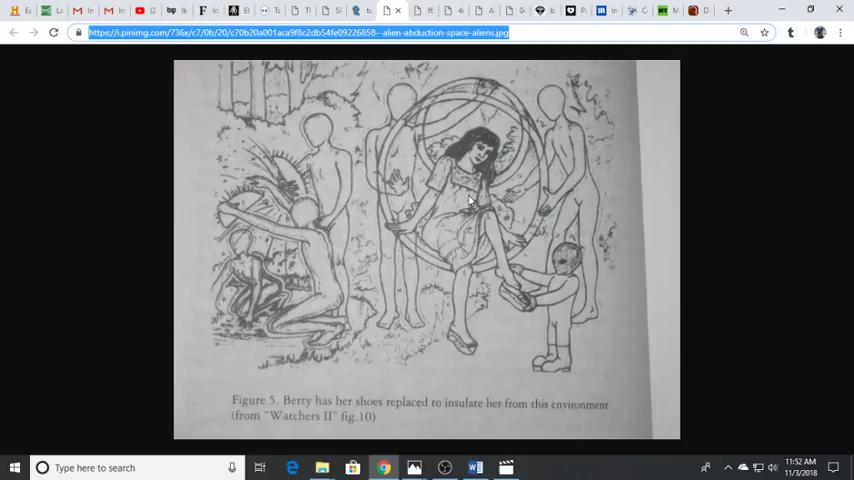 https://i.pinimg.com/736x/c7/0b/20/c70b20a001aca9f8c2db54fe09226858--alien-abduction-space-aliens.jpg
Figure 5. Betty has her shoes replaced to insulate her from this environment
(from "Watchers II" fig.10)
Type here to search
11:52 AM
11/3/2018